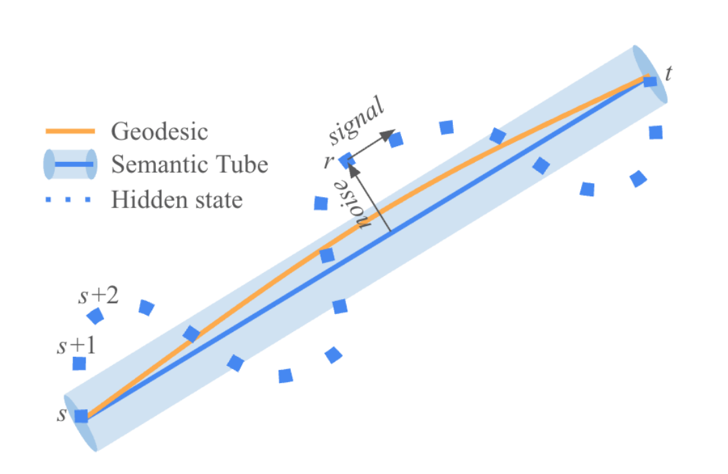 t
signal
Geodesic
r
Semantic Tube
noise
Hidden state
s+2
s+1
s